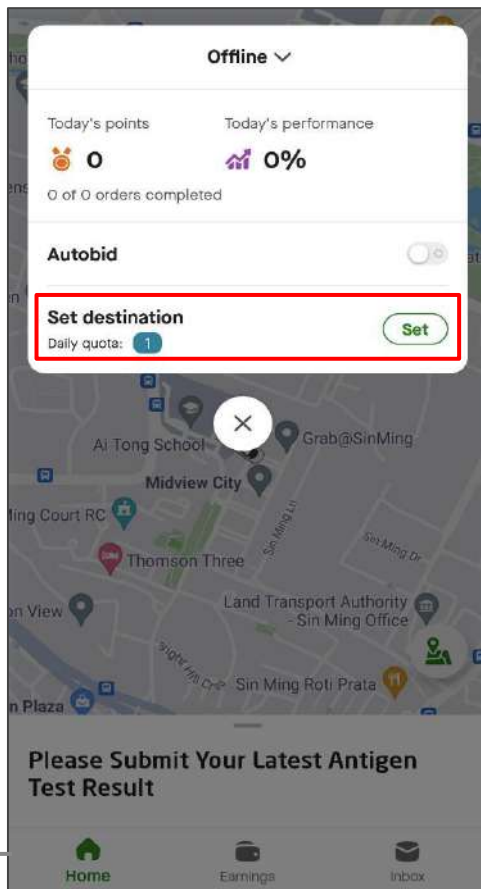 Offline
Today's points
Today's performance
0
0%
0 of 0 orders completed
Autobid
Set destination
Set
Daily quota: 1
Ai Tong School
Grab@SinMing
Midview City
Court RC
Sin Ming Ln
Sin Ming Dr
Thomson Three
View
Land Transport Authority
- Sin Ming Office
Sin Ming Roti Prata
Plaza
Please Submit Your Latest Antigen
Test Result
Home
Earnings
Inbox